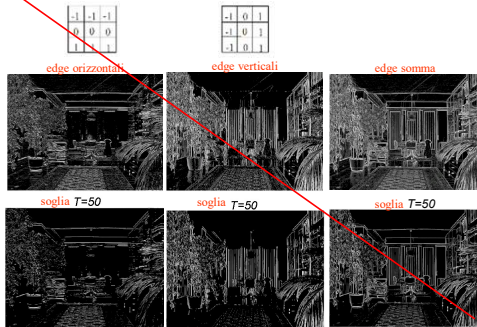 -1 -1 -1
0 0 0
1 1 1
-1 0 1
-1 0 1
-1 0 1
edge orizzontali
edge verticali
edge somma
soglia T=50
soglia T=50
soglia T=50